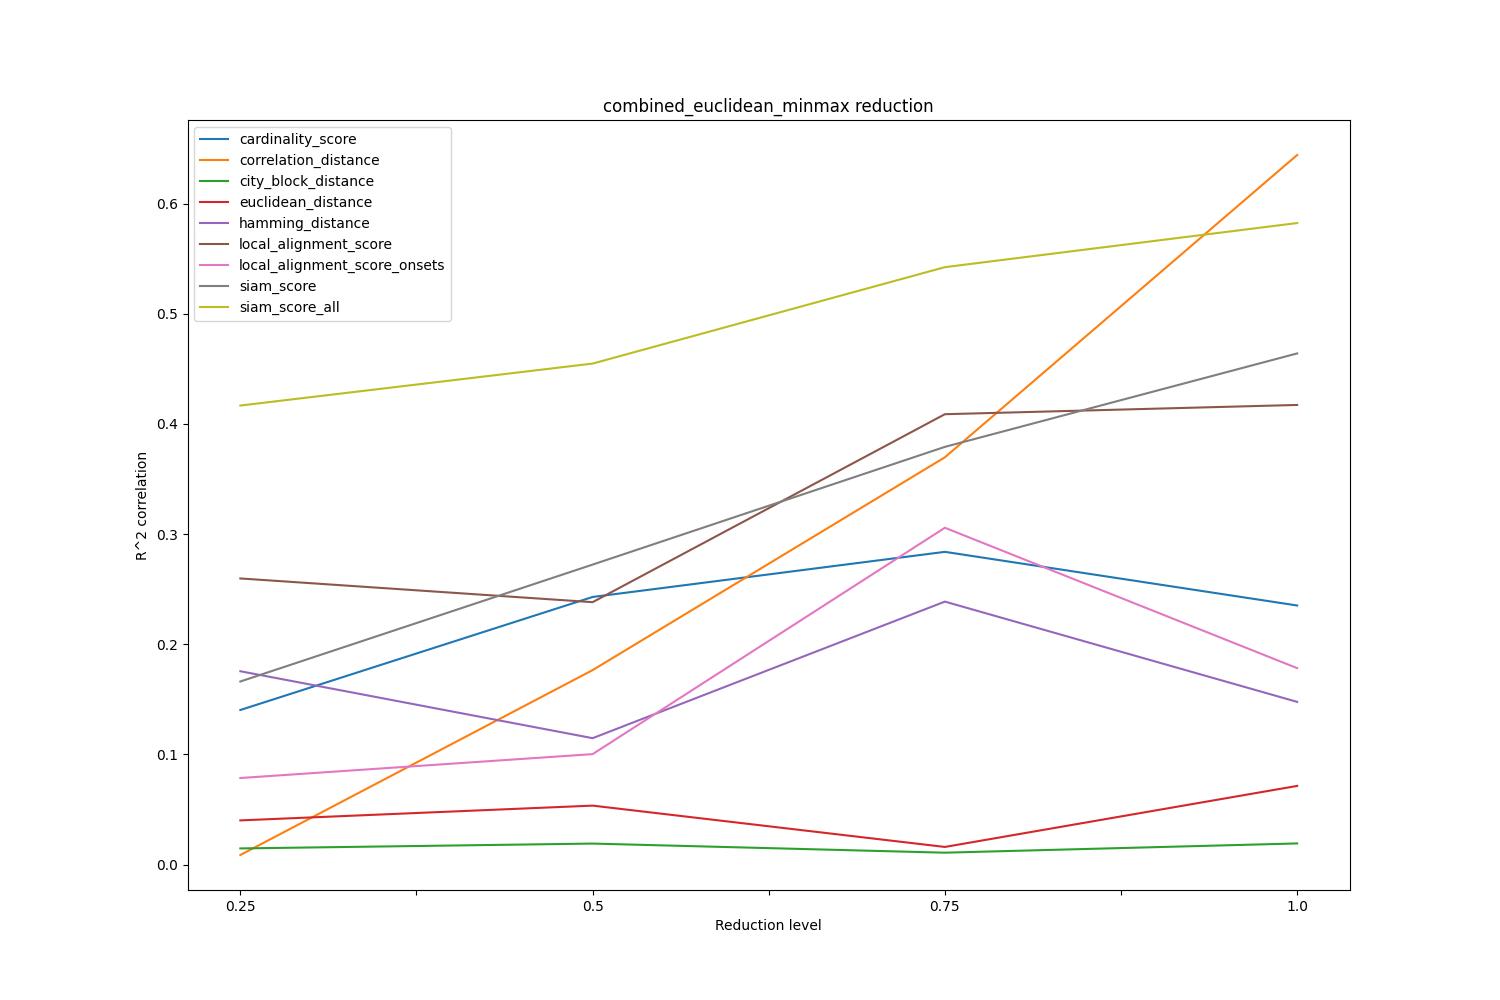 combined_euclidean_minmax reduction
cardinality_score
correlation_distance
city_block_distance
euclidean_distance
hamming_distance
local_alignment_score
local_alignment_score_onsets
siam_score
siam_score_all
0.6
0.5
0.4
0.3
0.2
0.1
0.0
R^2 correlation
0.25 0.5 0.75 1.0
Reduction level